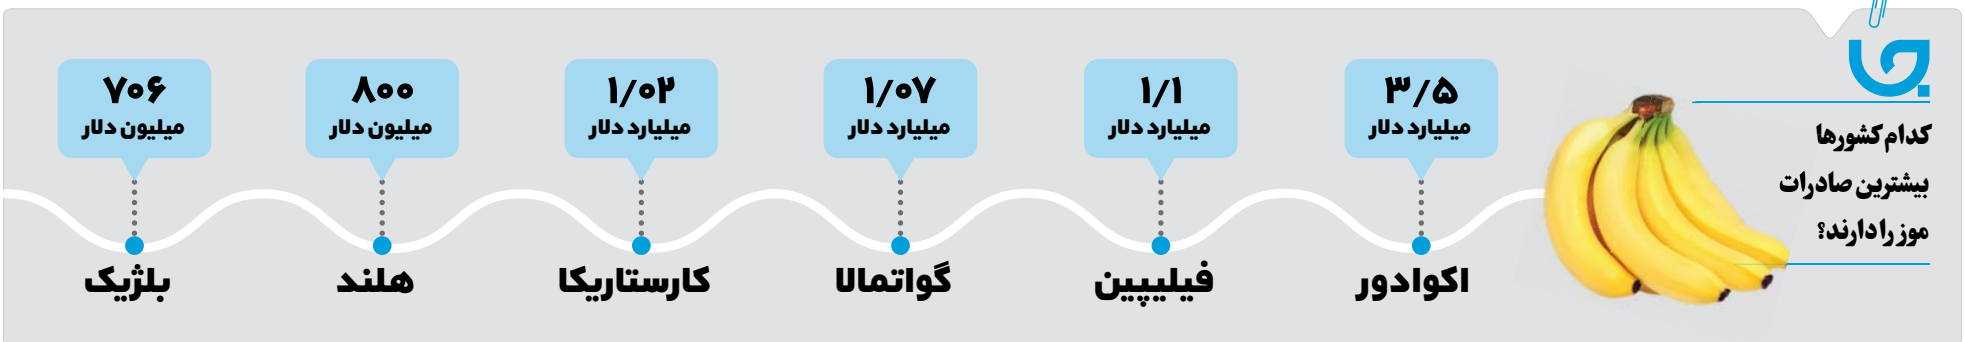 کدام کشورها
بیشترین صادرات
موز را دارند؟
۳/۵
میلیارد دلار
اکوادور
۱/۱
میلیارد دلار
فیلیپین
۱/۰۷
میلیارد دلار
گواتمالا
۱/۰۲
میلیارد دلار
کارستاریکا
۸۰۰
میلیون دلار
هلند
۷۰۶
میلیون دلار
بلژیک